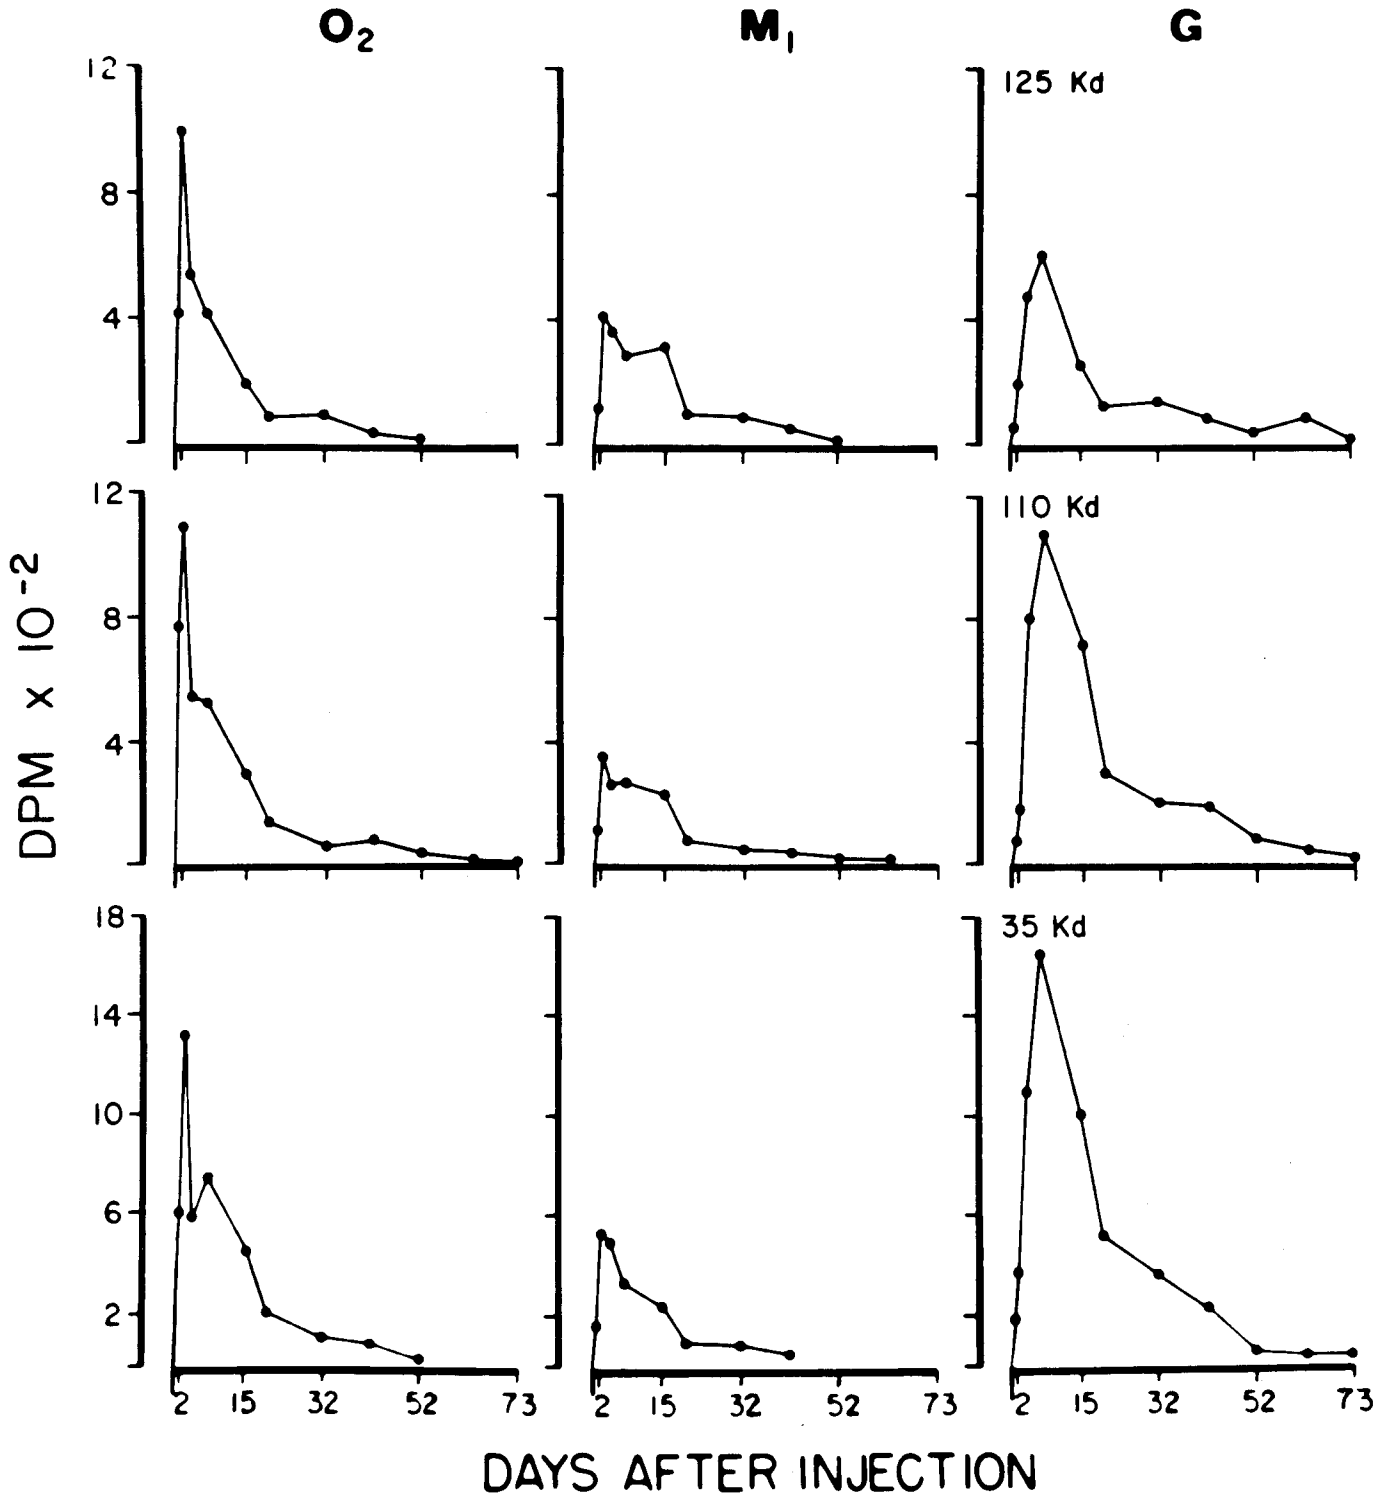 O₂ M₁ G
12 8 4
125 Kd
12 8 4
110 Kd
18 14 10 6 2
35 Kd
2 15 32 52 73 2 15 32 52 73 2 15 32 52 73
DPM x 10⁻²
DAYS AFTER INJECTION